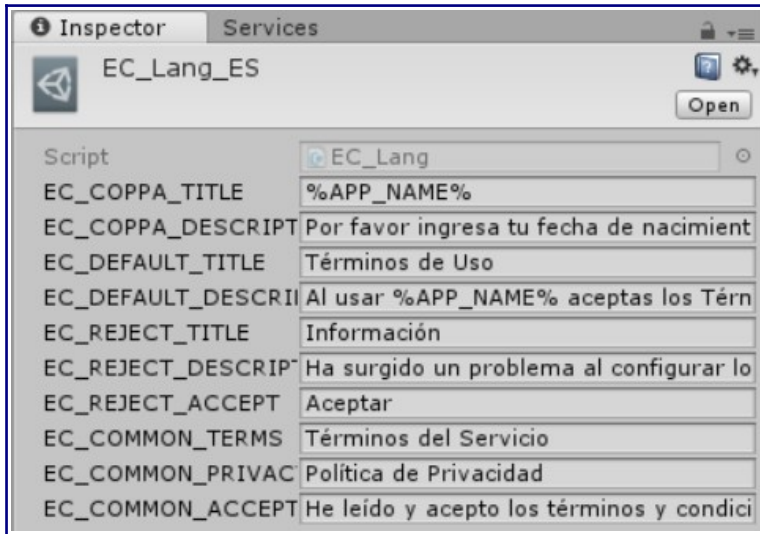 Inspector Services
EC_Lang_ES
Open
Script EC_Lang
EC_COPPA_TITLE %APP_NAME%
EC_COPPA_DESCRIPT Por favor ingresa tu fecha de nacimient
EC_DEFAULT_TITLE Términos de Uso
EC_DEFAULT_DESCRII Al usar %APP_NAME% aceptas los Térn
EC_REJECT_TITLE Información
EC_REJECT_DESCRIPT Ha surgido un problema al configurar lo
EC_REJECT_ACCEPT Aceptar
EC_COMMON_TERMS Términos del Servicio
EC_COMMON_PRIVAC Política de Privacidad
EC_COMMON_ACCEPT He leído y acepto los términos y condici